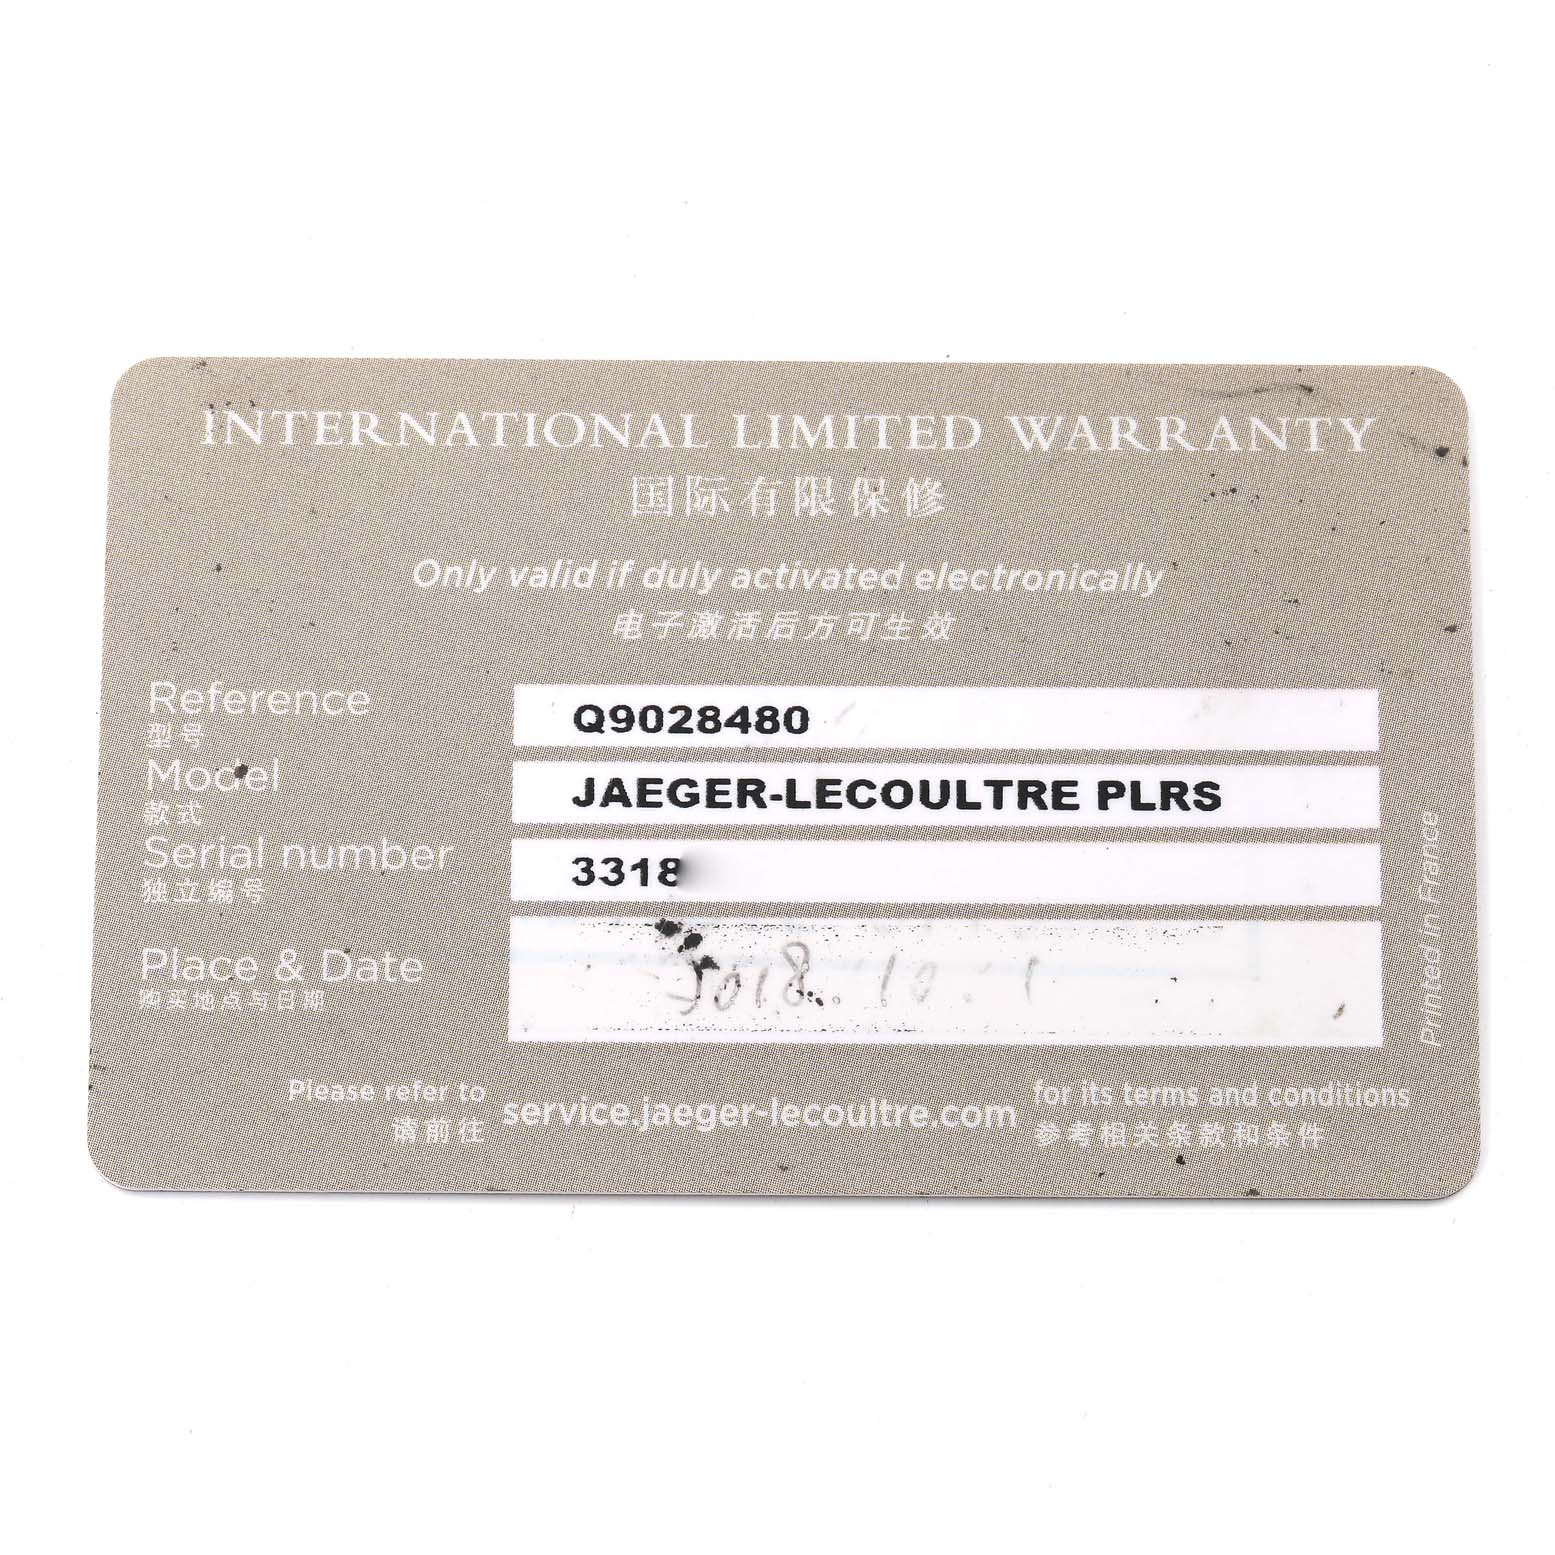 INTERNATIONAL LIMITED WARRANTY
国际有限保修
Only valid if duly activated electronically
电子激活后方可生效
Reference Q9028480
型号
Model JAEGER-LECOULTRE PLRS
款式
Serial number 3318
独立编号
Place & Date 2018.10.1
购买地点与日期
Please refer to service.jaeger-lecoultre.com for its terms and conditions
请前往 参考相关条款和条件
Printed in France